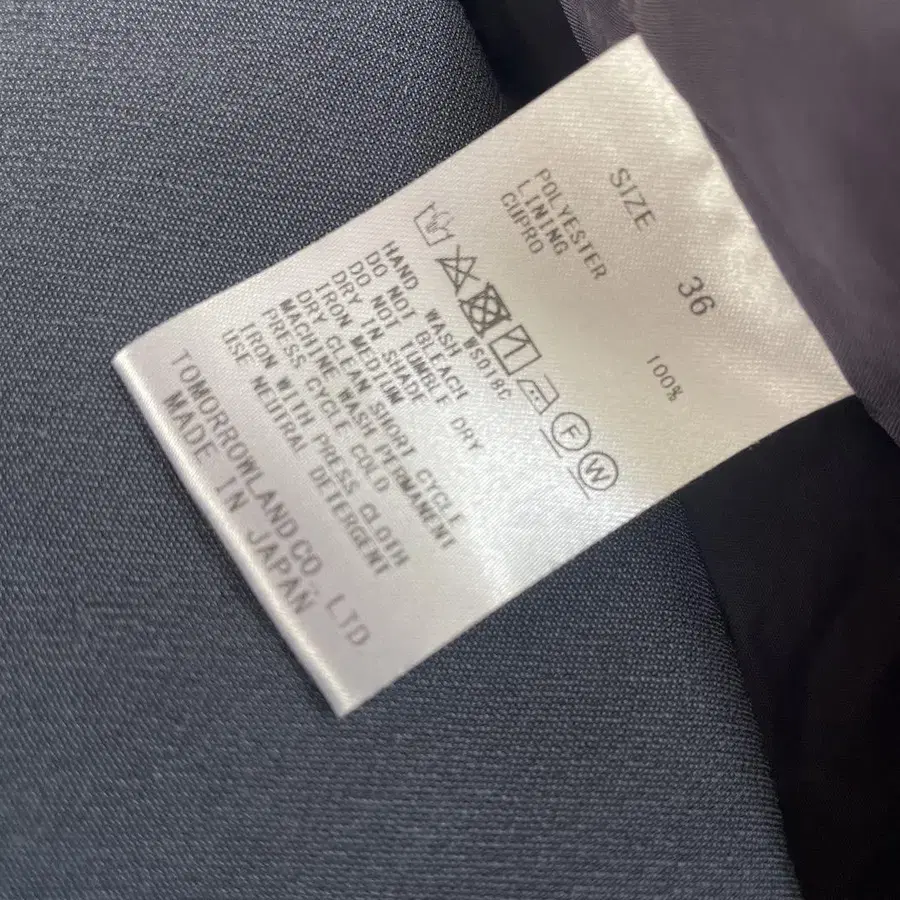 SIZE 36
POLYESTER 100%
LINING
CUPRO
F W
WS018C
HAND WASH
DO NOT BLEACH
DO NOT TUMBLE DRY
DRY IN SHADE
IRON MEDIUM
DRY CLEAN SHORT CYCLE
MACHINE WASH PERMANENT
PRESS CYCLE COLD
IRON WITH PRESS CLOTH
USE NEUTRAL DETERGENT
TOMORROWLAND CO., LTD
MADE IN JAPAN